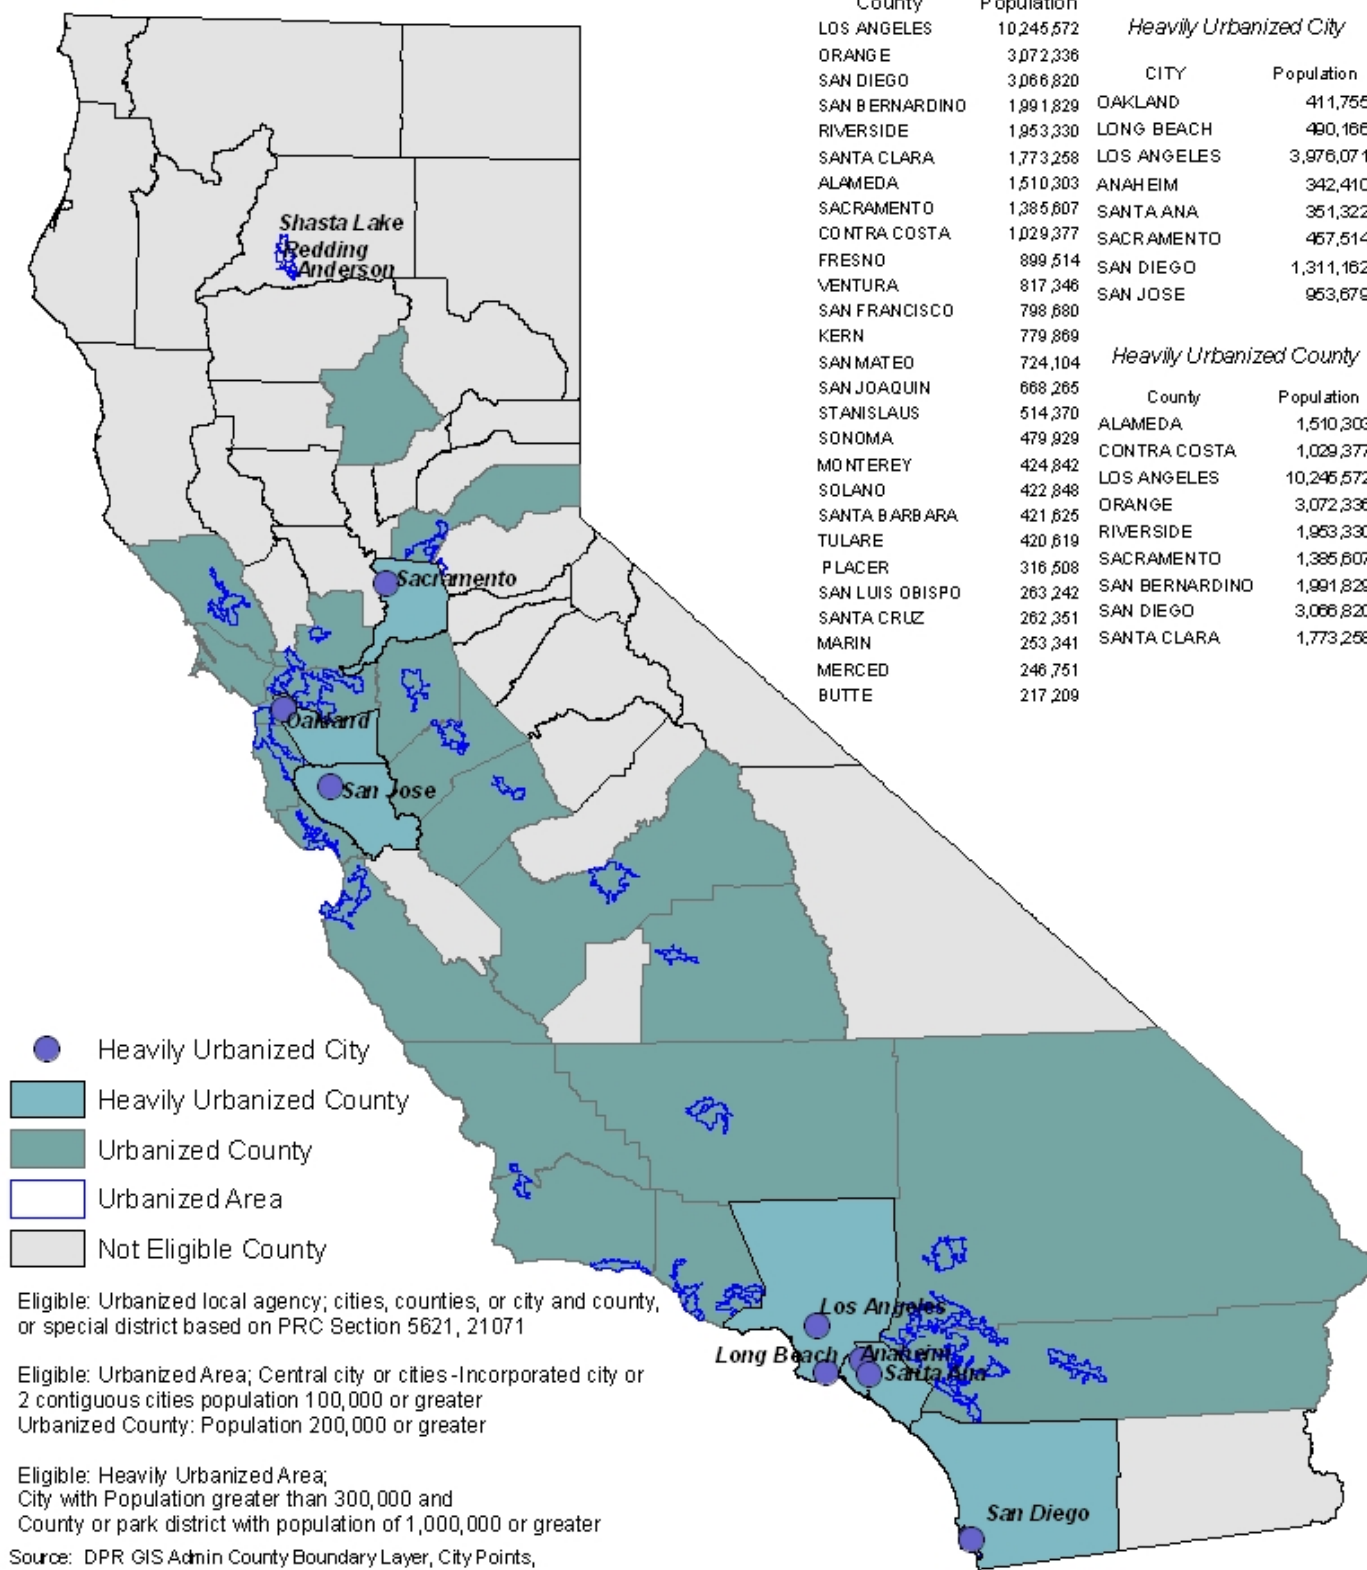 County Population
LOS ANGELES 10,245,572
ORANGE 3,072,336
SAN DIEGO 3,066,820
SAN BERNARDINO 1,991,829
RIVERSIDE 1,953,330
SANTA CLARA 1,773,258
ALAMEDA 1,510,303
SACRAMENTO 1,385,607
CONTRA COSTA 1,029,377
FRESNO 899,514
VENTURA 817,346
SAN FRANCISCO 798,680
KERN 779,869
SAN MATEO 724,104
SAN JOAQUIN 668,265
STANISLAUS 514,370
SONOMA 479,929
MONTEREY 424,842
SOLANO 422,848
SANTA BARBARA 421,625
TULARE 420,619
PLACER 316,508
SAN LUIS OBISPO 263,242
SANTA CRUZ 262,351
MARIN 253,341
MERCED 246,751
BUTTE 217,209
Heavily Urbanized City
CITY Population
OAKLAND 411,755
LONG BEACH 490,166
LOS ANGELES 3,976,071
ANAHEIM 342,410
SANTA ANA 351,322
SACRAMENTO 457,514
SAN DIEGO 1,311,162
SAN JOSE 953,679
Heavily Urbanized County
County Population
ALAMEDA 1,510,303
CONTRA COSTA 1,029,377
LOS ANGELES 10,245,572
ORANGE 3,072,336
RIVERSIDE 1,953,330
SACRAMENTO 1,385,607
SAN BERNARDINO 1,991,829
SAN DIEGO 3,066,820
SANTA CLARA 1,773,258
Shasta Lake
Redding
Anderson
Sacramento
Oakland
San Jose
Los Angeles
Long Beach
Anaheim
Santa Ana
San Diego
Heavily Urbanized City
Heavily Urbanized County
Urbanized County
Urbanized Area
Not Eligible County
Eligible: Urbanized local agency; cities, counties, or city and county,
or special district based on PRC Section 5621, 21071
Eligible: Urbanized Area; Central city or cities-Incorporated city or
2 contiguous cities population 100,000 or greater
Urbanized County: Population 200,000 or greater
Eligible: Heavily Urbanized Area;
City with Population greater than 300,000 and
County or park district with population of 1,000,000 or greater
Source: DPR GIS Admin County Boundary Layer, City Points,